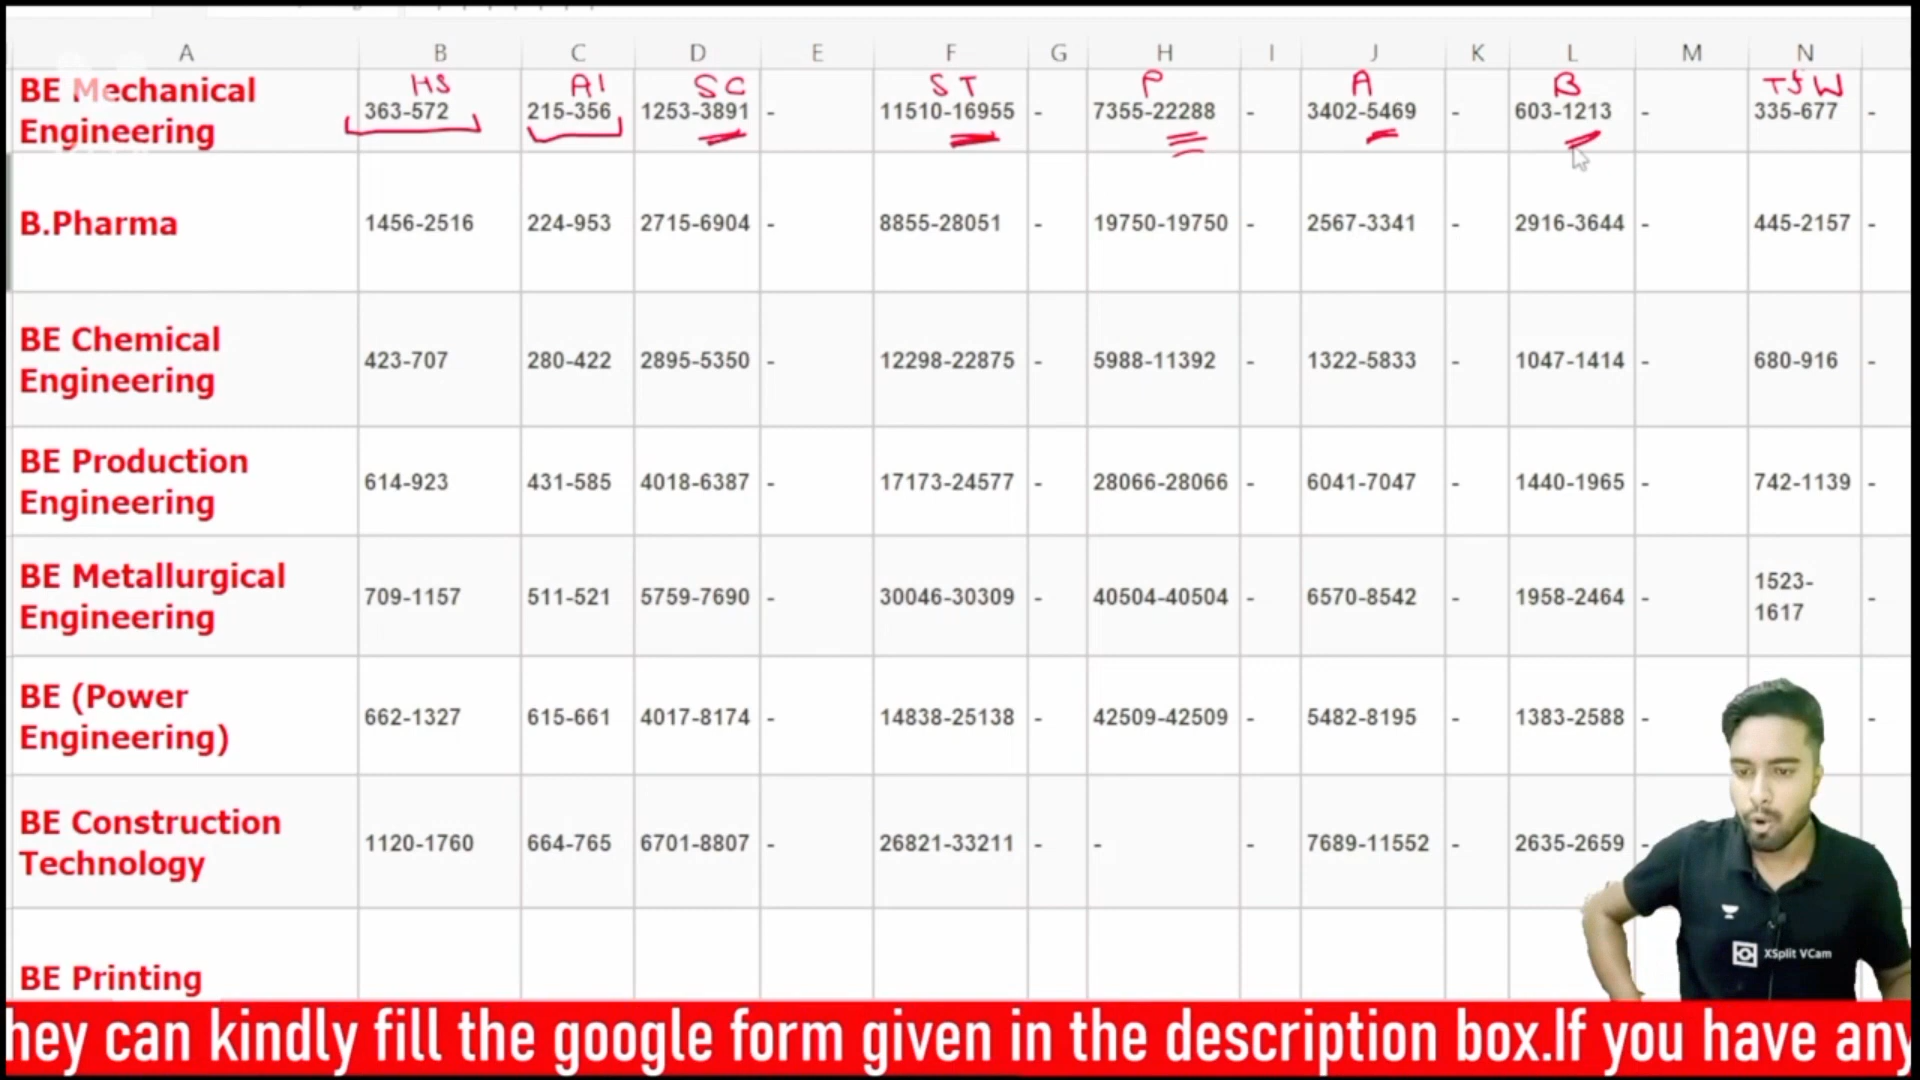 A B C D E F G H I J K L M N
HS AI SC ST P A B TFW
BE Mechanical
Engineering
363-572 215-356 1253-3891 - 11510-16955 - 7355-22288 - 3402-5469 - 603-1213 - 335-677 -
B.Pharma 1456-2516 224-953 2715-6904 - 8855-28051 - 19750-19750 - 2567-3341 - 2916-3644 - 445-2157 -
BE Chemical
Engineering
423-707 280-422 2895-5350 - 12298-22875 - 5988-11392 - 1322-5833 - 1047-1414 - 680-916 -
BE Production
Engineering
614-923 431-585 4018-6387 - 17173-24577 - 28066-28066 - 6041-7047 - 1440-1965 - 742-1139 -
BE Metallurgical
Engineering
709-1157 511-521 5759-7690 - 30046-30309 - 40504-40504 - 6570-8542 - 1958-2464 - 1523-
1617 -
BE (Power
Engineering)
662-1327 615-661 4017-8174 - 14838-25138 - 42509-42509 - 5482-8195 - 1383-2588 - -
BE Construction
Technology
1120-1760 664-765 6701-8807 - 26821-33211 - - - 7689-11552 - 2635-2659 -
BE Printing
XSplit VCam
hey can kindly fill the google form given in the description box.If you have any